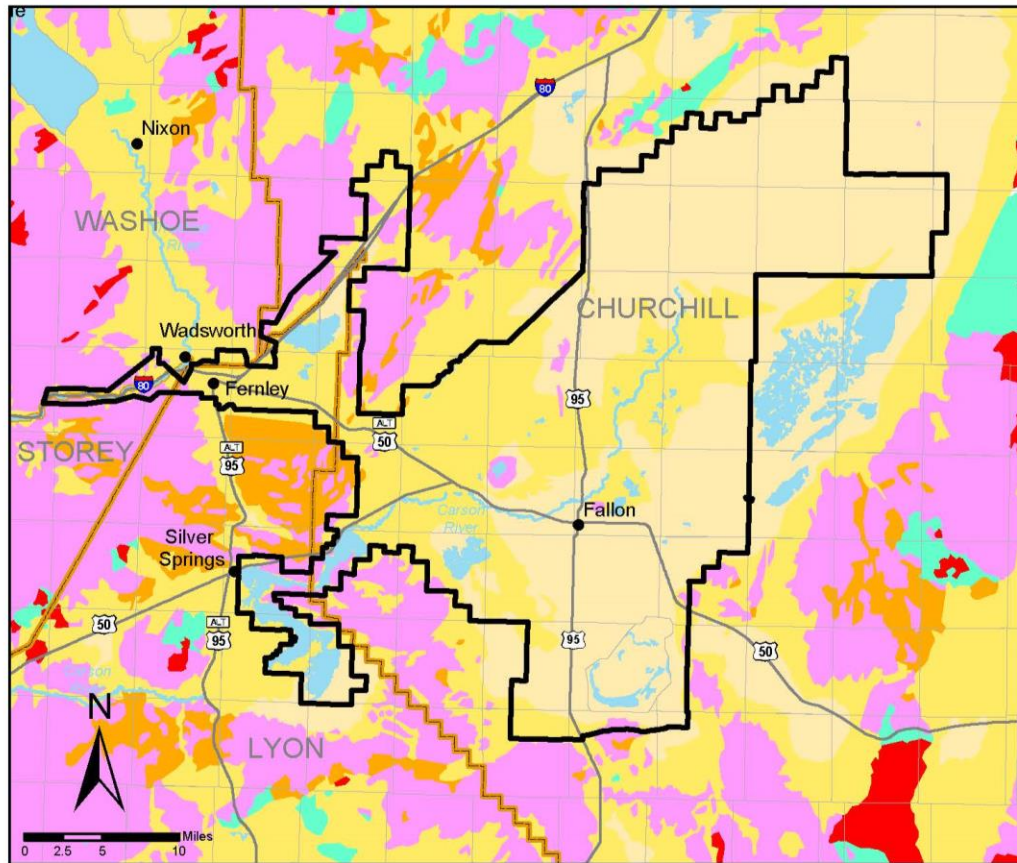 80
Nixon
WASHOE
River
Wadsworth
80
Fernley
CHURCHILL
95
STOREY
ALT
95
ALT
50
Carson
River
Fallon
Silver
Springs
50
ALT
95
95
50
Carson
N
LYON
Miles
0 2.5 5 10